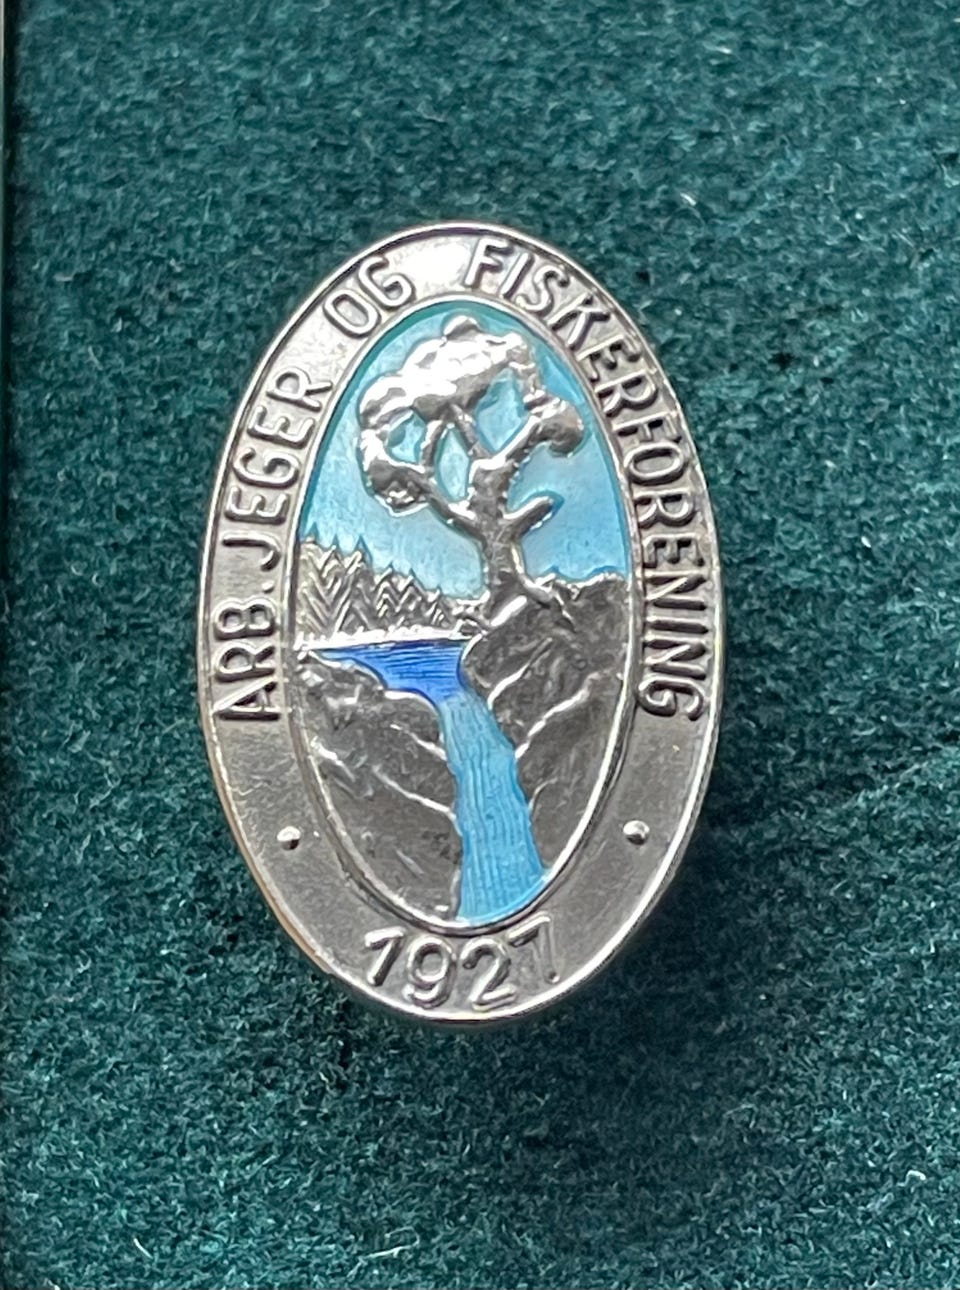 ARB. JEGER OG FISKERFORENING
1927